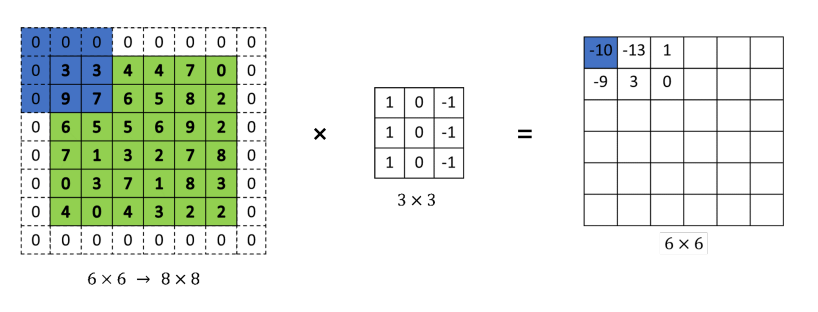 0 0 0 0 0 0 0 0
0 3 3 4 4 7 0 0
0 9 7 6 5 8 2 0
0 6 5 5 6 9 2 0
0 7 1 3 2 7 8 0
0 0 3 7 1 8 3 0
0 4 0 4 3 2 2 0
0 0 0 0 0 0 0 0
6 × 6 → 8 × 8
×
1 0 -1
1 0 -1
1 0 -1
3 × 3
=
-10 -13 1
-9 3 0
6 × 6